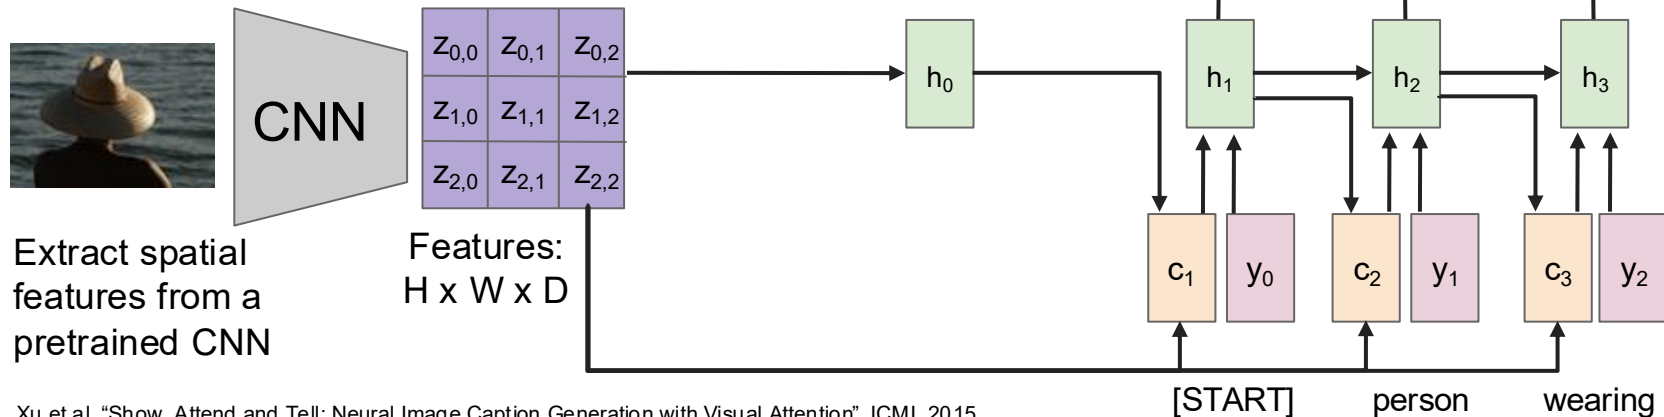 CNN
z0,0 z0,1 z0,2
z1,0 z1,1 z1,2
z2,0 z2,1 z2,2
h0
h1
h2
h3
Extract spatial
features from a
pretrained CNN
Features:
H x W x D
c1
y0
c2
y1
c3
y2
[START]
person
wearing
Xu et al, “Show, Attend and Tell: Neural Image Caption Generation with Visual Attention”, ICML 2015